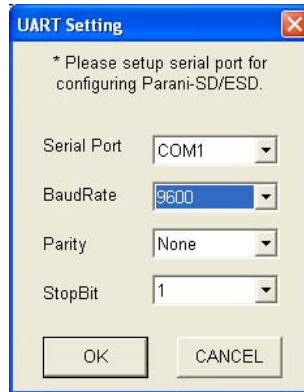 UART Setting
* Please setup serial port for
configuring Parani-SD/ESD.
Serial Port COM1
BaudRate 9600
Parity None
StopBit 1
OK CANCEL